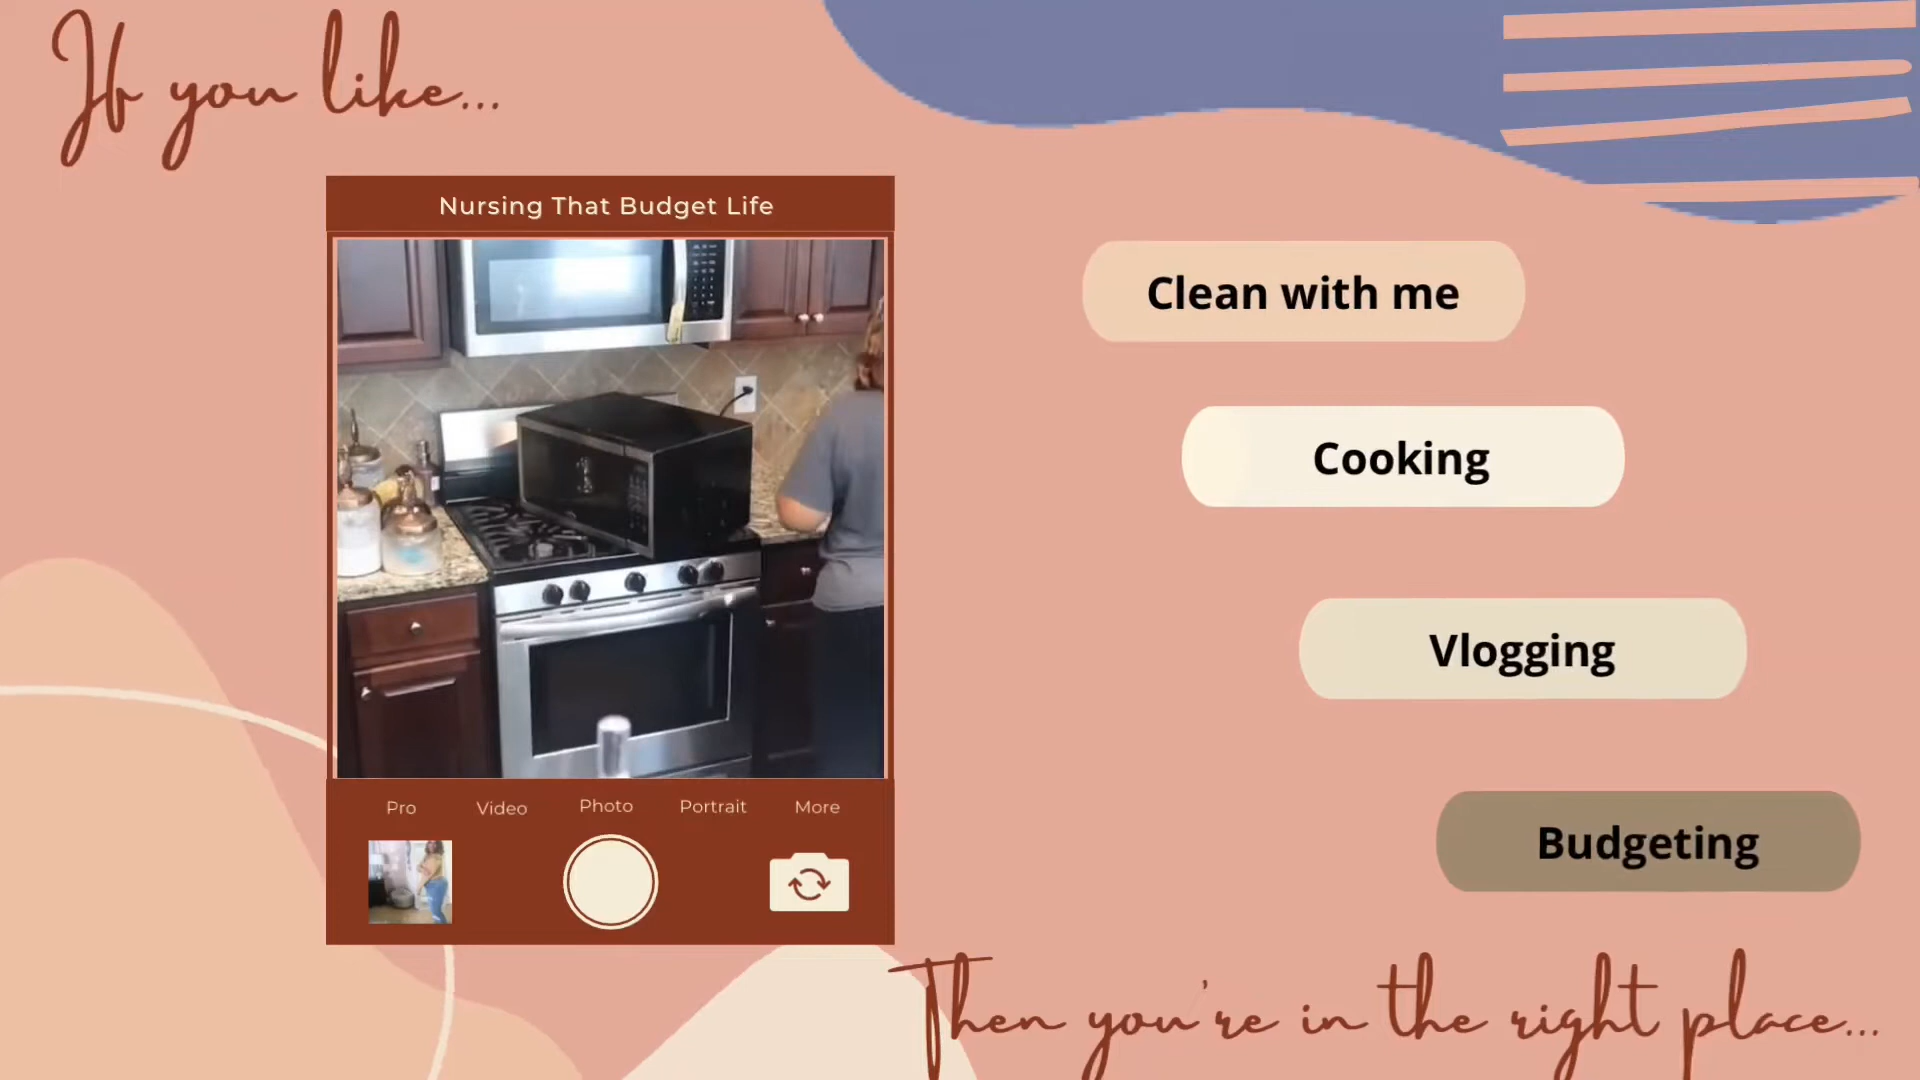 If you like...
Nursing That Budget Life
Clean with me
Cooking
Vlogging
Budgeting
Pro Video Photo Portrait More
Then you're in the right place...